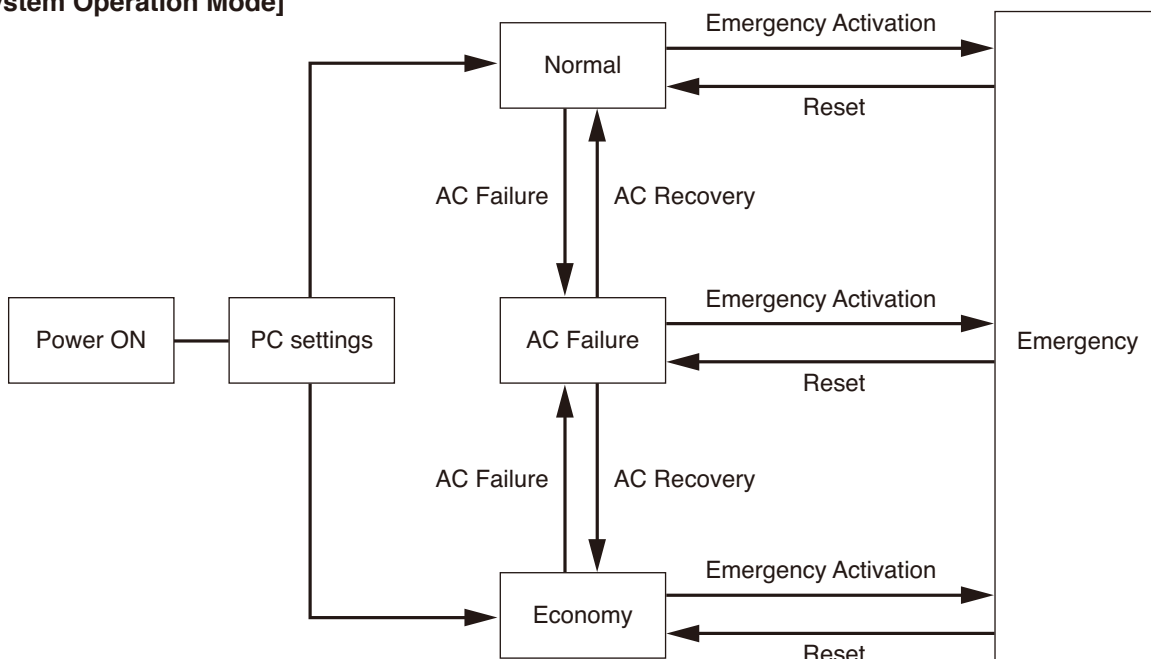 ystem Operation Mode]
Emergency Activation
Normal
Reset
AC Failure
AC Recovery
Emergency Activation
Power ON
PC settings
AC Failure
Emergency
Reset
AC Failure
AC Recovery
Emergency Activation
Economy
Reset